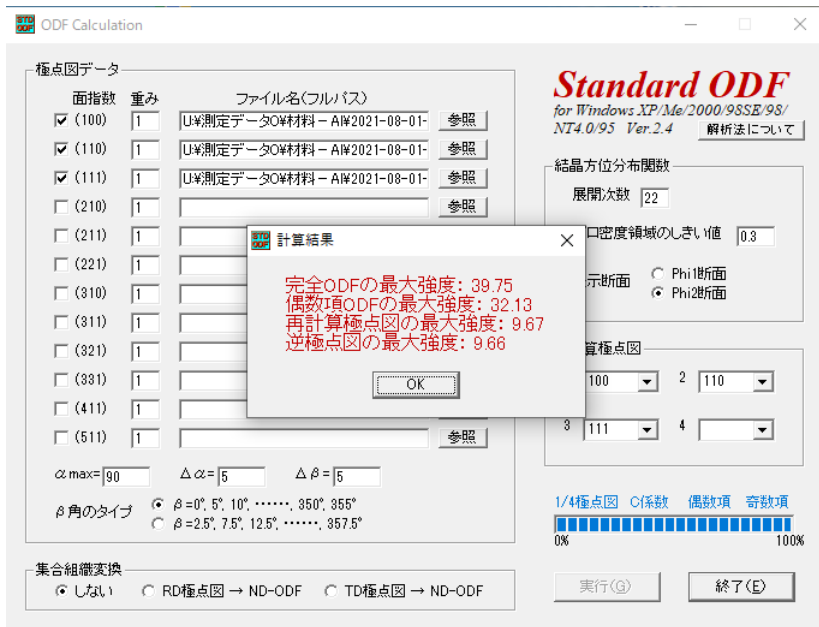 ODF Calculation
極点図データ
面指数 重み ファイル名(フルパス)
(100) 1 U:¥測定データO¥材料－Al¥2021-08-01- 参照
(110) 1 U:¥測定データO¥材料－Al¥2021-08-01- 参照
(111) 1 U:¥測定データO¥材料－Al¥2021-08-01- 参照
(210) 1 参照
(211) 1
(221) 1
(310) 1
(311) 1
(321) 1
(331) 1
(411) 1
(511) 1 参照
αmax= 90 Δα= 5 Δβ= 5
β角のタイプ
β=0°, 5°, 10°, ‥‥‥, 350°, 355°
β=2.5°, 7.5°, 12.5°, ‥‥‥, 357.5°
集合組織変換
しない RD極点図 → ND-ODF TD極点図 → ND-ODF
Standard ODF
for Windows XP/Me/2000/98SE/98/
NT4.0/95 Ver.2.4 解析法について
結晶方位分布関数
展開次数 22
ロ密度領域のしきい値 0.3
示断面
Phi1断面
Phi2断面
算極点図
100 2 110
3 111 4
1/4極点図 C係数 偶数項 奇数項
0% 100%
実行(G) 終了(E)
STD ODF
計算結果
完全ODFの最大強度: 39.75
偶数項ODFの最大強度: 32.13
再計算極点図の最大強度: 9.67
逆極点図の最大強度: 9.66
OK